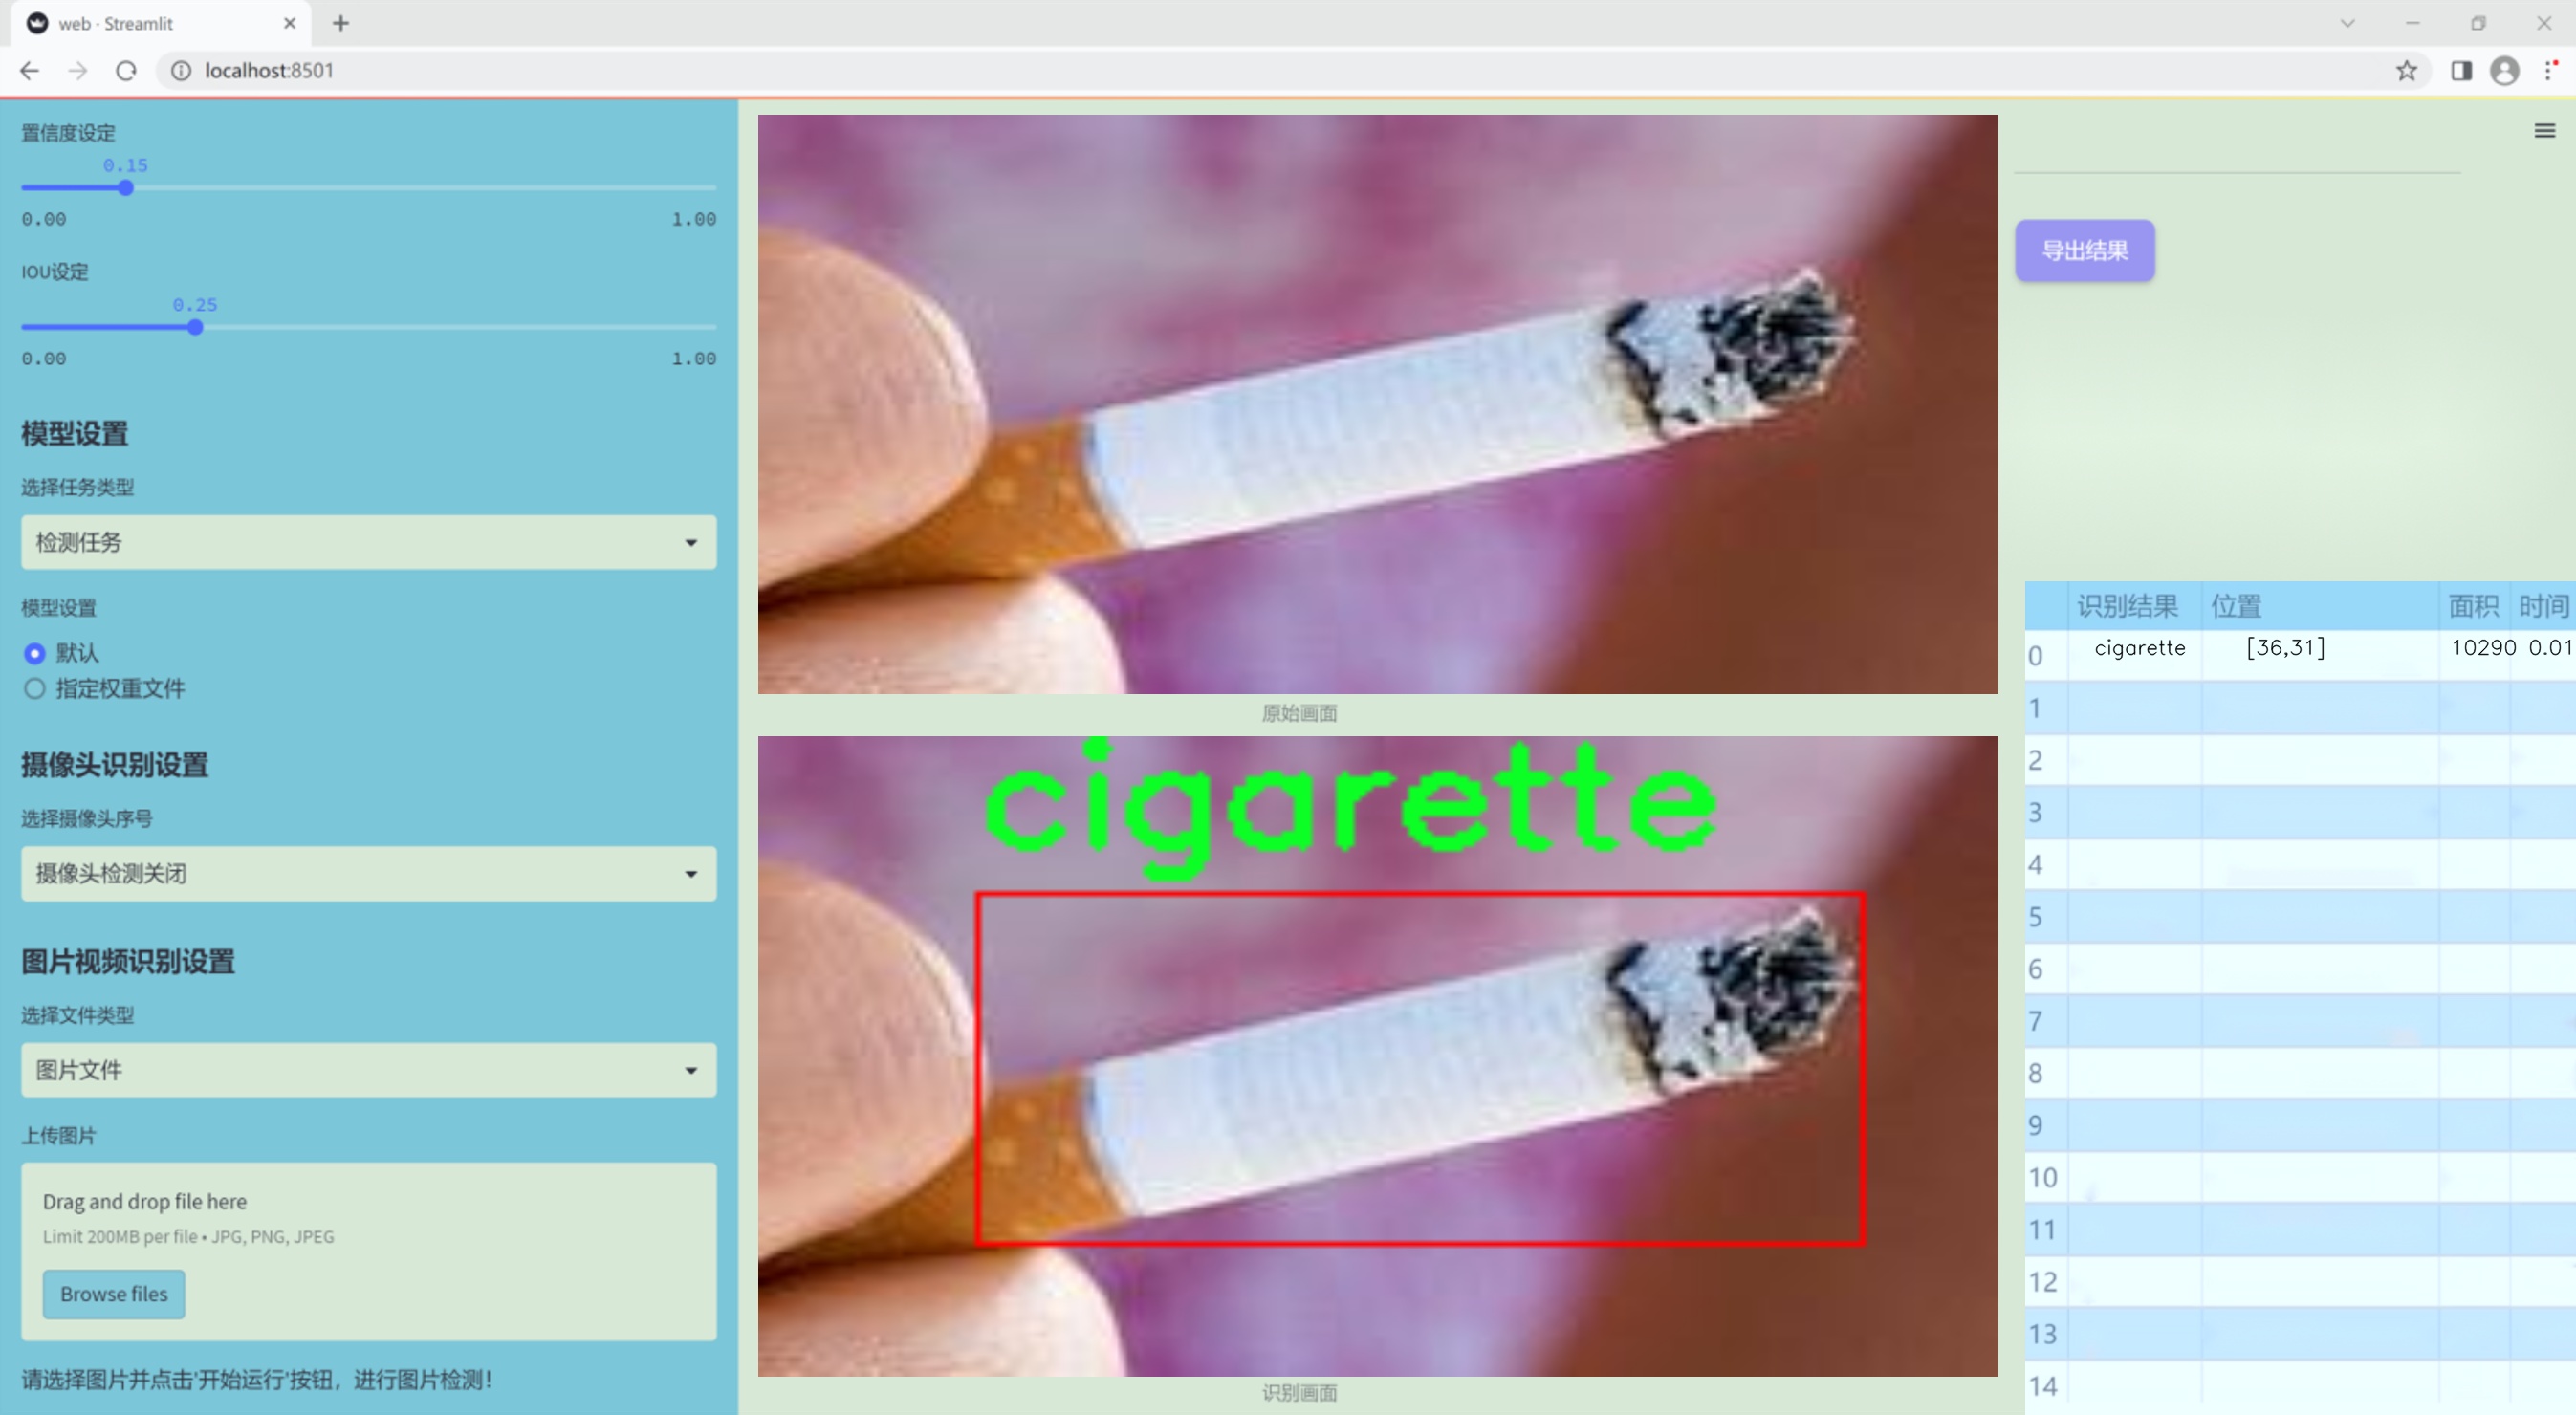 web · Streamlit
localhost:8501
置信度设定
0.15
0.00 1.00
IOU设定
0.25
0.00 1.00
模型设置
选择任务类型
检测任务
模型设置
默认
指定权重文件
摄像头识别设置
选择摄像头序号
摄像头检测关闭
图片视频识别设置
选择文件类型
图片文件
上传图片
Drag and drop file here
Limit 200MB per file • JPG, PNG, JPEG
Browse files
请选择图片并点击'开始运行'按钮，进行图片检测！
原始画面
cigarette
识别画面
导出结果
识别结果 位置 面积 时间
0 cigarette [36,31] 10290 0.01
1
2
3
4
5
6
7
8
9
10
11
12
13
14